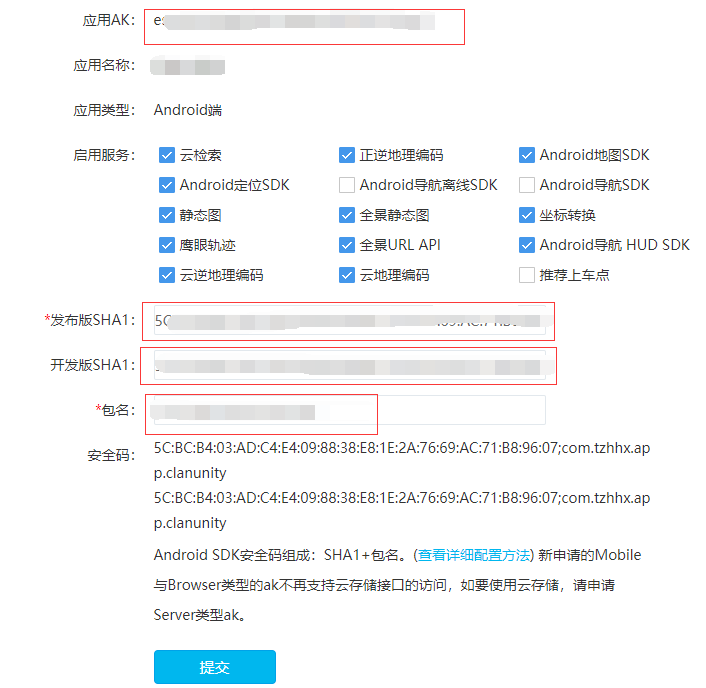 应用AK：
应用名称：
应用类型： Android端
启用服务： 云检索 正逆地理编码 Android地图SDK
Android定位SDK Android导航离线SDK Android导航SDK
静态图 全景静态图 坐标转换
鹰眼轨迹 全景URL API Android导航 HUD SDK
云逆地理编码 云地理编码 推荐上车点
*发布版SHA1： 5C
开发版SHA1：
*包名：
安全码： 5C:BC:B4:03:AD:C4:E4:09:88:38:E8:1E:2A:76:69:AC:71:B8:96:07;com.tzhhx.ap
p.clanunity
5C:BC:B4:03:AD:C4:E4:09:88:38:E8:1E:2A:76:69:AC:71:B8:96:07;com.tzhhx.ap
p.clanunity
Android SDK安全码组成：SHA1+包名。(查看详细配置方法) 新申请的Mobile
与Browser类型的ak不再支持云存储接口的访问，如要使用云存储，请申请
Server类型ak。
提交